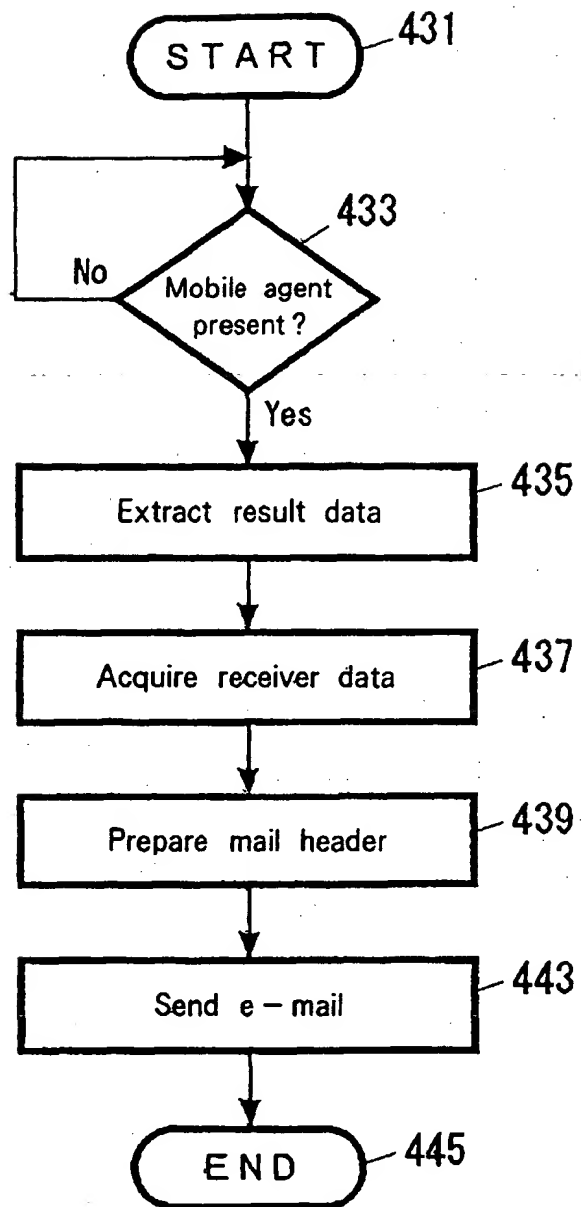 START
431
433
No
Mobile agent
present?
Yes
435
Extract result data
437
Acquire receiver data
439
Prepare mail header
443
Send e-mail
END
445